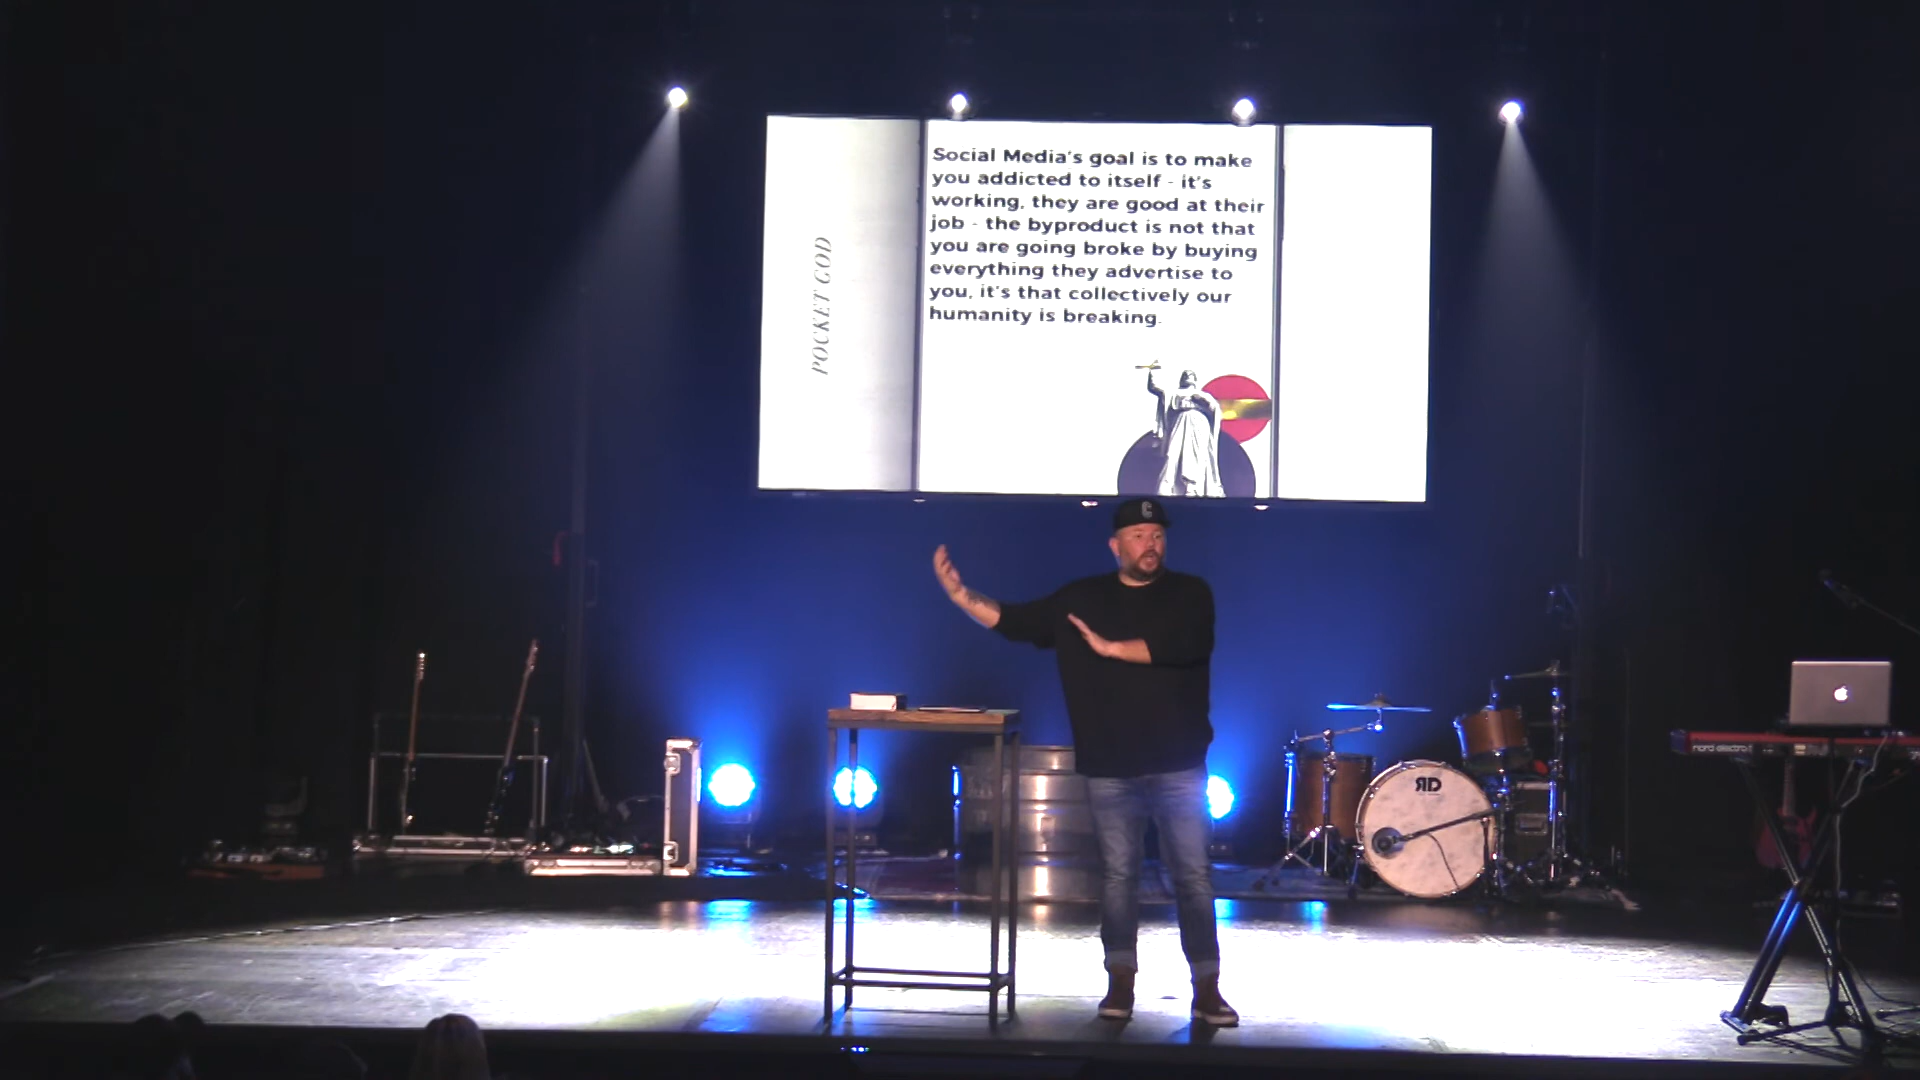 POCKET GOD
Social Media's goal is to make
you addicted to itself - it's
working, they are good at their
job - the byproduct is not that
you are going broke by buying
everything they advertise to
you, it's that collectively our
humanity is breaking.
C
nord electro
RD